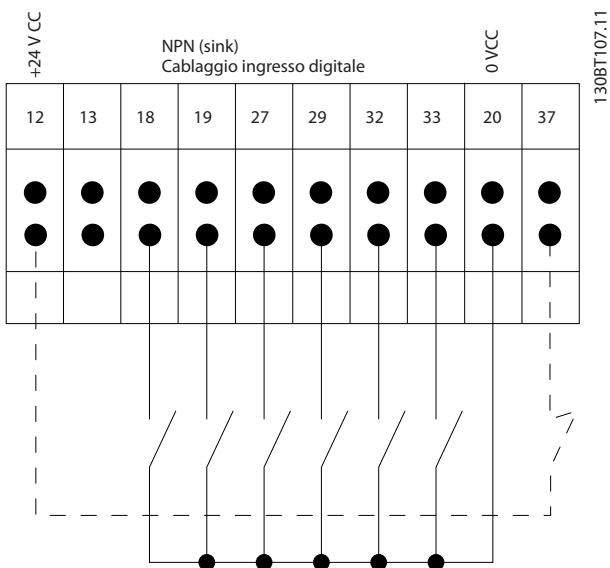 +24 V CC
NPN (sink)
Cablaggio ingresso digitale
0 VCC
130BT107.11
12 13 18 19 27 29 32 33 20 37